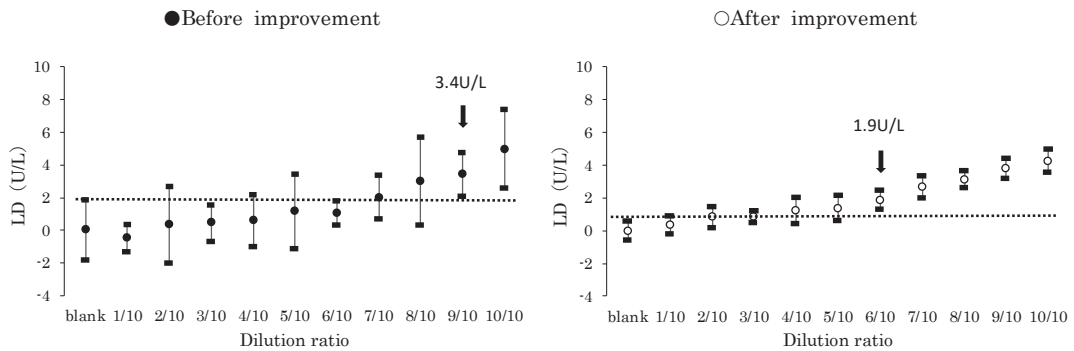 ●Before improvement
10
8
6
4
2
0
-2
-4
LD (U/L)
3.4U/L
blank 1/10 2/10 3/10 4/10 5/10 6/10 7/10 8/10 9/10 10/10
Dilution ratio
○After improvement
10
8
6
4
2
0
-2
-4
LD (U/L)
1.9U/L
blank 1/10 2/10 3/10 4/10 5/10 6/10 7/10 8/10 9/10 10/10
Dilution ratio